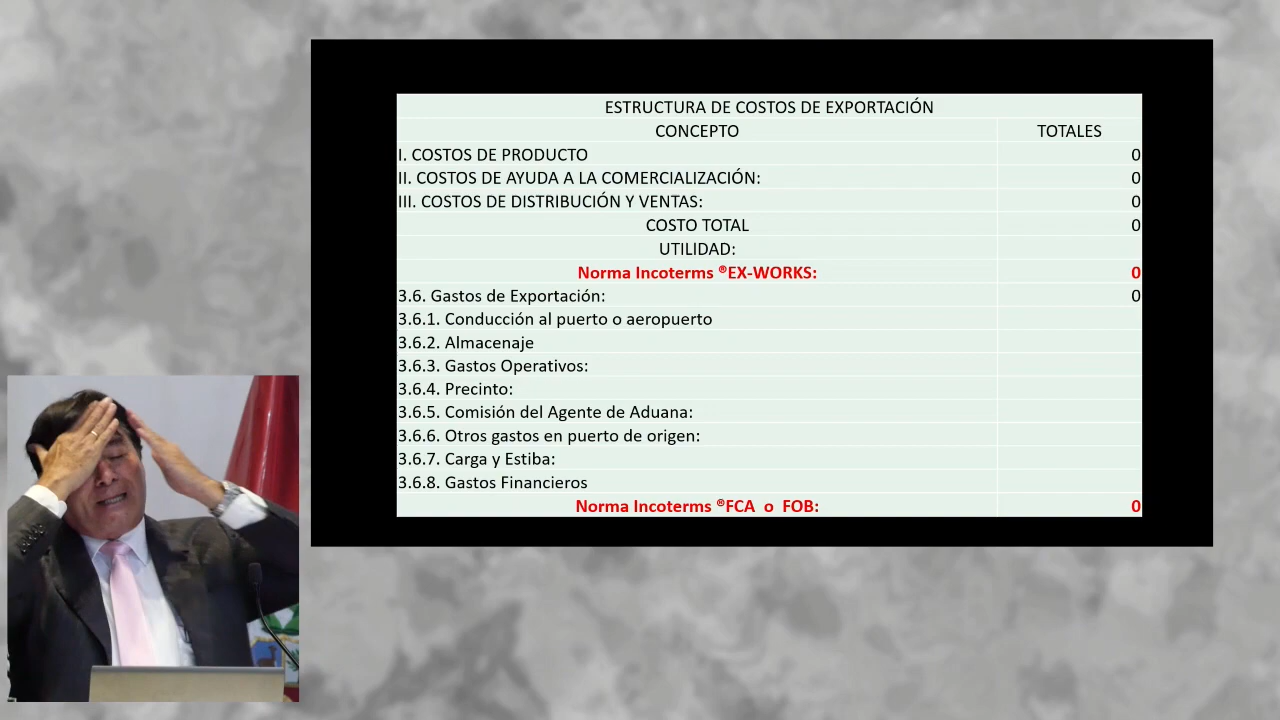 ESTRUCTURA DE COSTOS DE EXPORTACIÓN
CONCEPTO TOTALES
I. COSTOS DE PRODUCTO 0
II. COSTOS DE AYUDA A LA COMERCIALIZACIÓN: 0
III. COSTOS DE DISTRIBUCIÓN Y VENTAS: 0
COSTO TOTAL 0
UTILIDAD:
Norma Incoterms ®EX-WORKS: 0
3.6. Gastos de Exportación: 0
3.6.1. Conducción al puerto o aeropuerto
3.6.2. Almacenaje
3.6.3. Gastos Operativos:
3.6.4. Precinto:
3.6.5. Comisión del Agente de Aduana:
3.6.6. Otros gastos en puerto de origen:
3.6.7. Carga y Estiba:
3.6.8. Gastos Financieros
Norma Incoterms ®FCA o FOB: 0